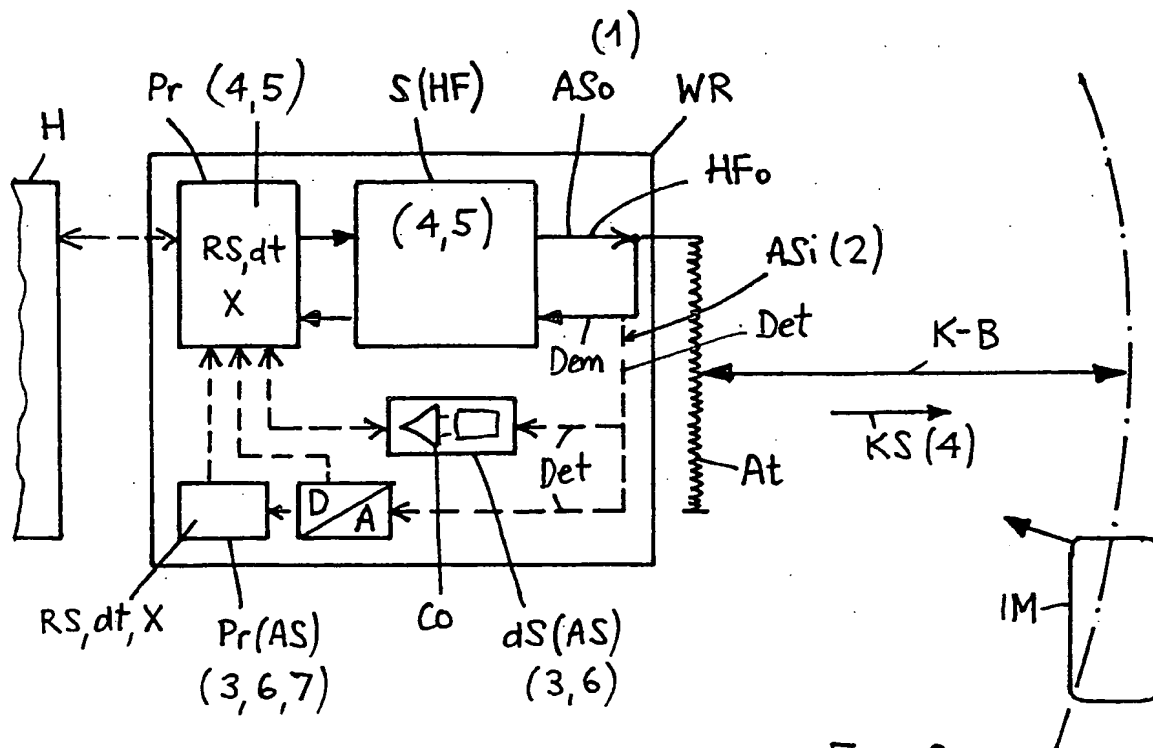 (1)
Pr (4,5) S(HF) ASo WR
H
HFo
(4,5)
RS,dt
X
ASi (2)
Det
Dem
K-B
KS (4)
Det
At
D
A
IM
RS,dt,X
Pr(AS)
(3,6,7)
Co
dS(AS)
(3,6)